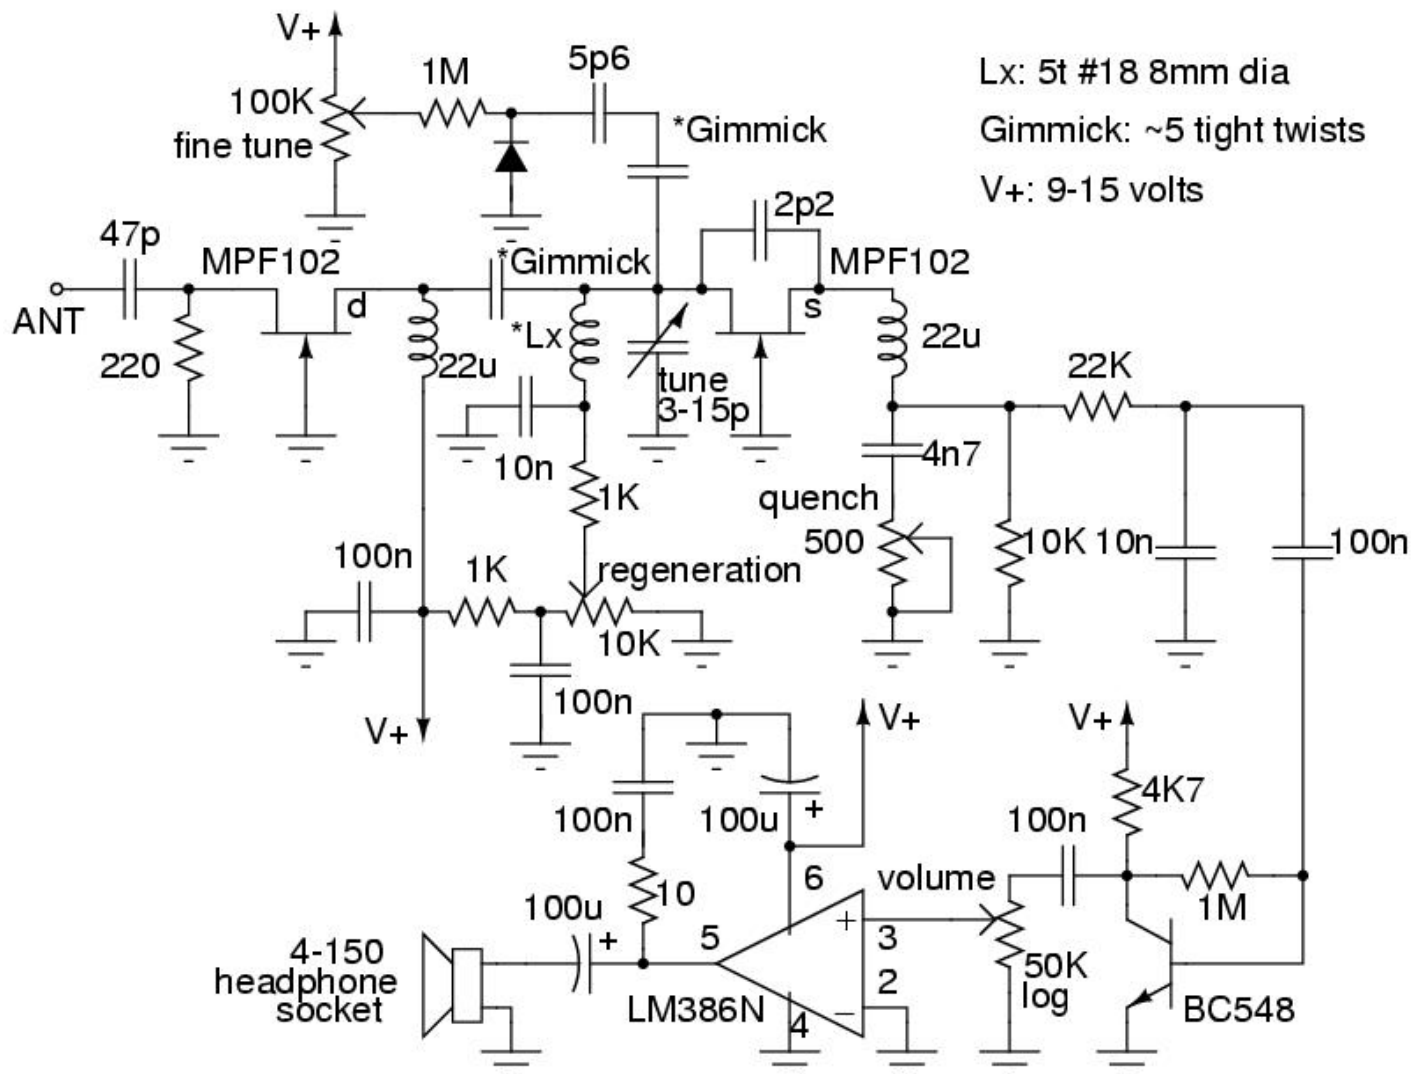 V+
5p6
1M
Lx: 5t #18 8mm dia
100K
fine tune
*Gimmick
Gimmick: ~5 tight twists
V+: 9-15 volts
2p2
47p
MPF102
*Gimmick
MPF102
ANT
d
s
*Lx
220
22u
22u
tune
3-15p
22K
10n
4n7
1K
quench
500
10K
10n
100n
100n
1K
regeneration
10K
100n
V+
V+
V+
4K7
100n
100u
+
100n
6
volume
1M
10
100u
+
5
+
3
4-150
headphone
socket
2
50K
log
LM386N
4
−
BC548